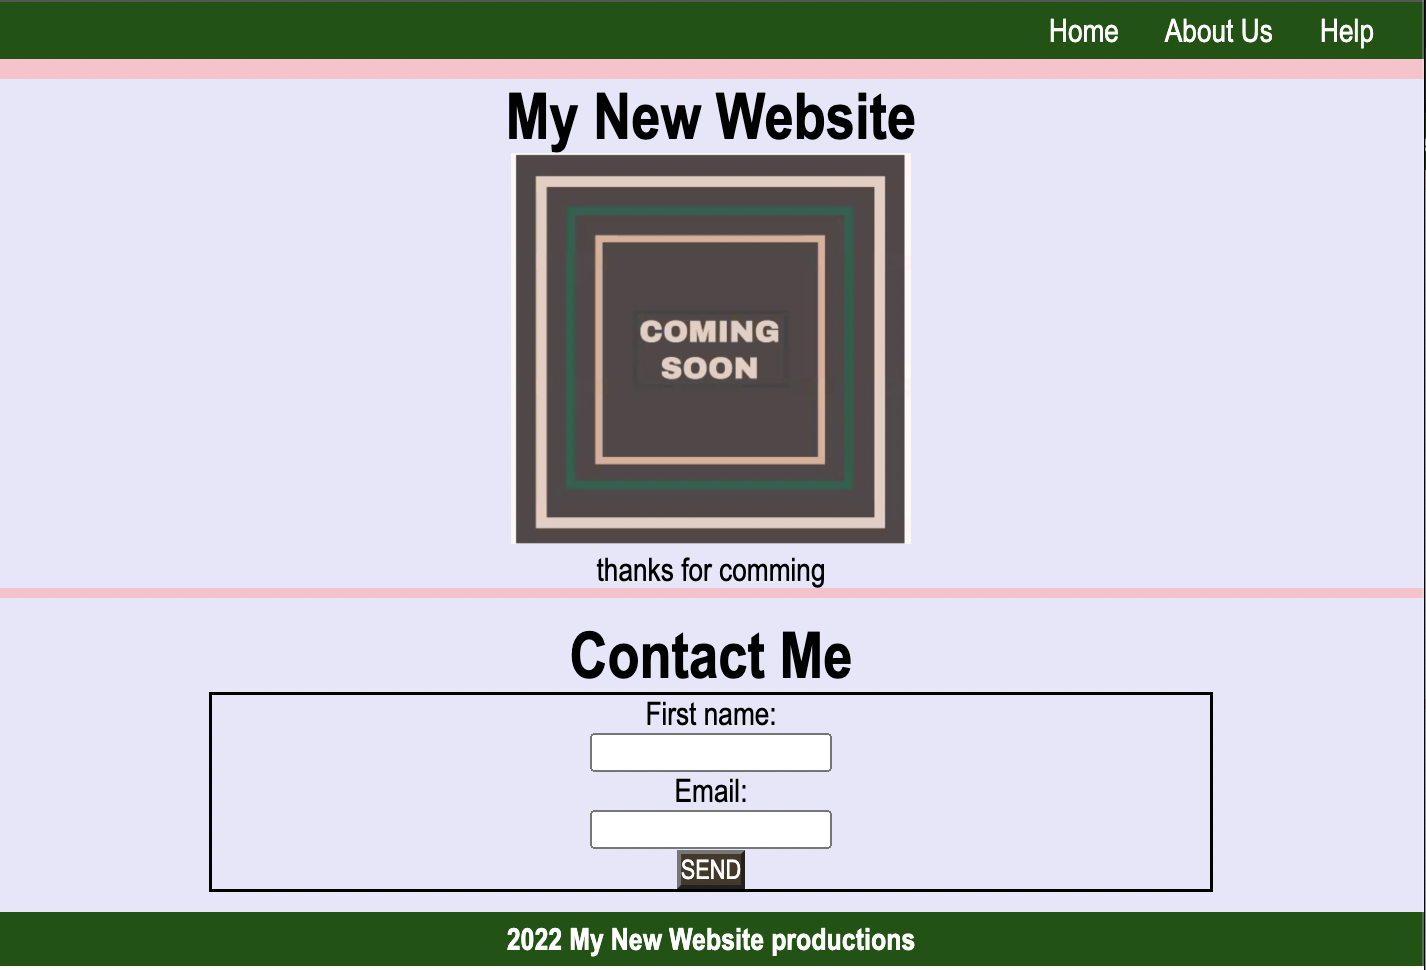 Home About Us Help
My New Website
COMING
SOON
thanks for comming
Contact Me
First name:
Email:
SEND
2022 My New Website productions